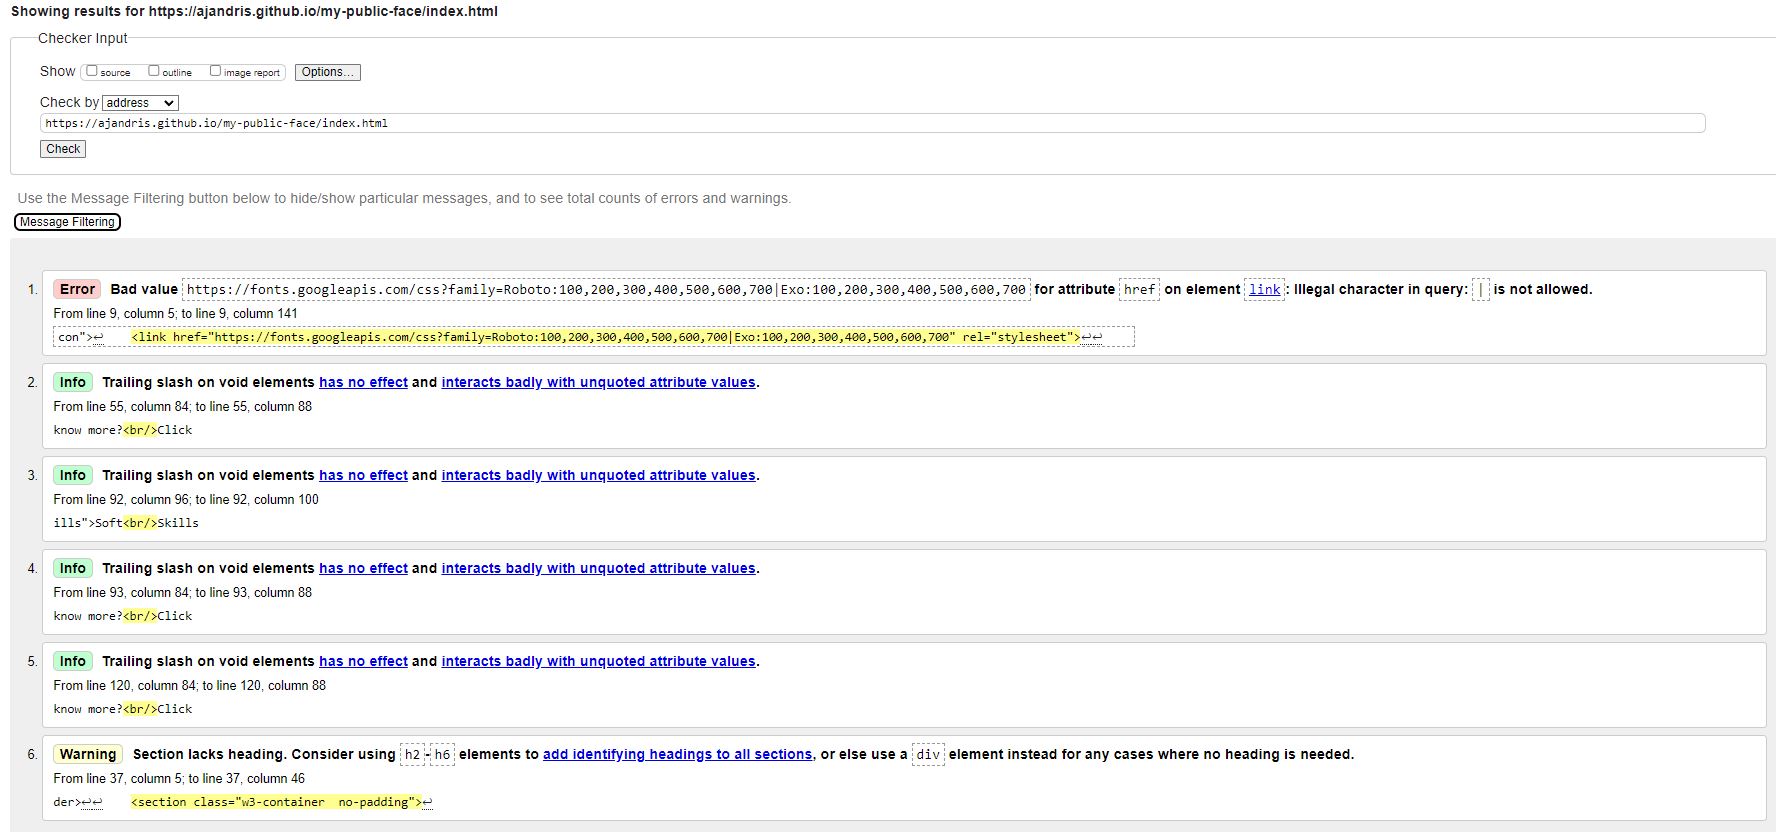 Showing results for https://ajandris.github.io/my-public-face/index.html
Checker Input
Show source outline image report Options...
Check by address
https://ajandris.github.io/my-public-face/index.html
Check
Use the Message Filtering button below to hide/show particular messages, and to see total counts of errors and warnings.
Message Filtering
1. Error Bad value https://fonts.googleapis.com/css?family=Roboto:100,200,300,400,500,600,700|Exo:100,200,300,400,500,600,700 for attribute href on element link: Illegal character in query: | is not allowed.
From line 9, column 5; to line 9, column 141
con">↩ <link href="https://fonts.googleapis.com/css?family=Roboto:100,200,300,400,500,600,700|Exo:100,200,300,400,500,600,700" rel="stylesheet">↩↩
2. Info Trailing slash on void elements has no effect and interacts badly with unquoted attribute values.
From line 55, column 84; to line 55, column 88
know more?<br/>Click
3. Info Trailing slash on void elements has no effect and interacts badly with unquoted attribute values.
From line 92, column 96; to line 92, column 100
ills">Soft<br/>Skills
4. Info Trailing slash on void elements has no effect and interacts badly with unquoted attribute values.
From line 93, column 84; to line 93, column 88
know more?<br/>Click
5. Info Trailing slash on void elements has no effect and interacts badly with unquoted attribute values.
From line 120, column 84; to line 120, column 88
know more?<br/>Click
6. Warning Section lacks heading. Consider using h2-h6 elements to add identifying headings to all sections, or else use a div element instead for any cases where no heading is needed.
From line 37, column 5; to line 37, column 46
der>↩↩ <section class="w3-container  no-padding">↩